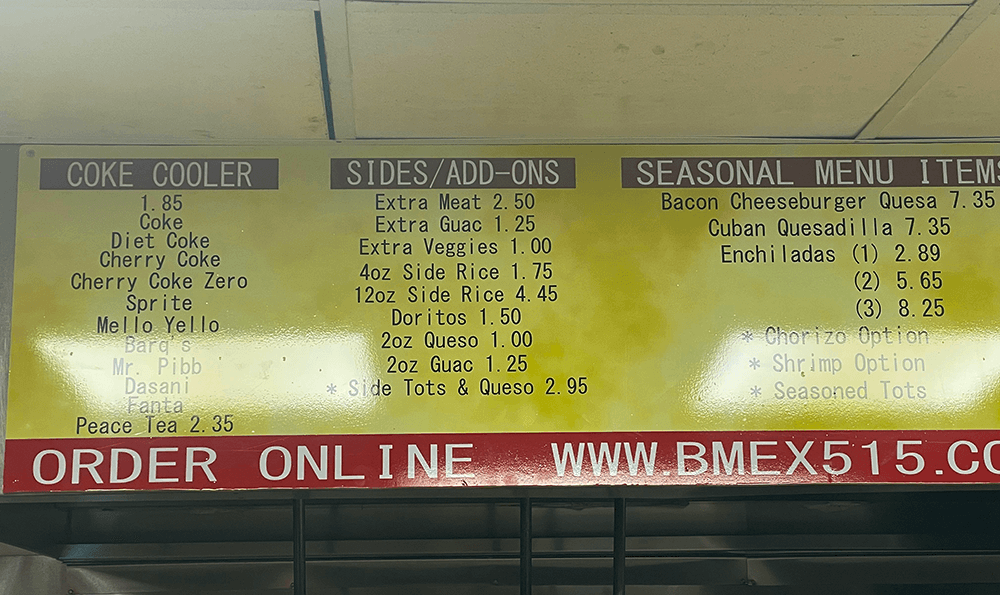 COKE COOLER
1.85
Coke
Diet Coke
Cherry Coke
Cherry Coke Zero
Sprite
Mello Yello
Barq's
Mr. Pibb
Dasani
Fanta
Peace Tea 2.35
SIDES/ADD-ONS
Extra Meat 2.50
Extra Guac 1.25
Extra Veggies 1.00
4oz Side Rice 1.75
12oz Side Rice 4.45
Doritos 1.50
2oz Queso 1.00
2oz Guac 1.25
* Side Tots & Queso 2.95
SEASONAL MENU ITEMS
Bacon Cheeseburger Quesa 7.35
Cuban Quesadilla 7.35
Enchiladas (1) 2.89
(2) 5.65
(3) 8.25
* Chorizo Option
* Shrimp Option
* Seasoned Tots
ORDER ONLINE WWW.BMEX515.CO